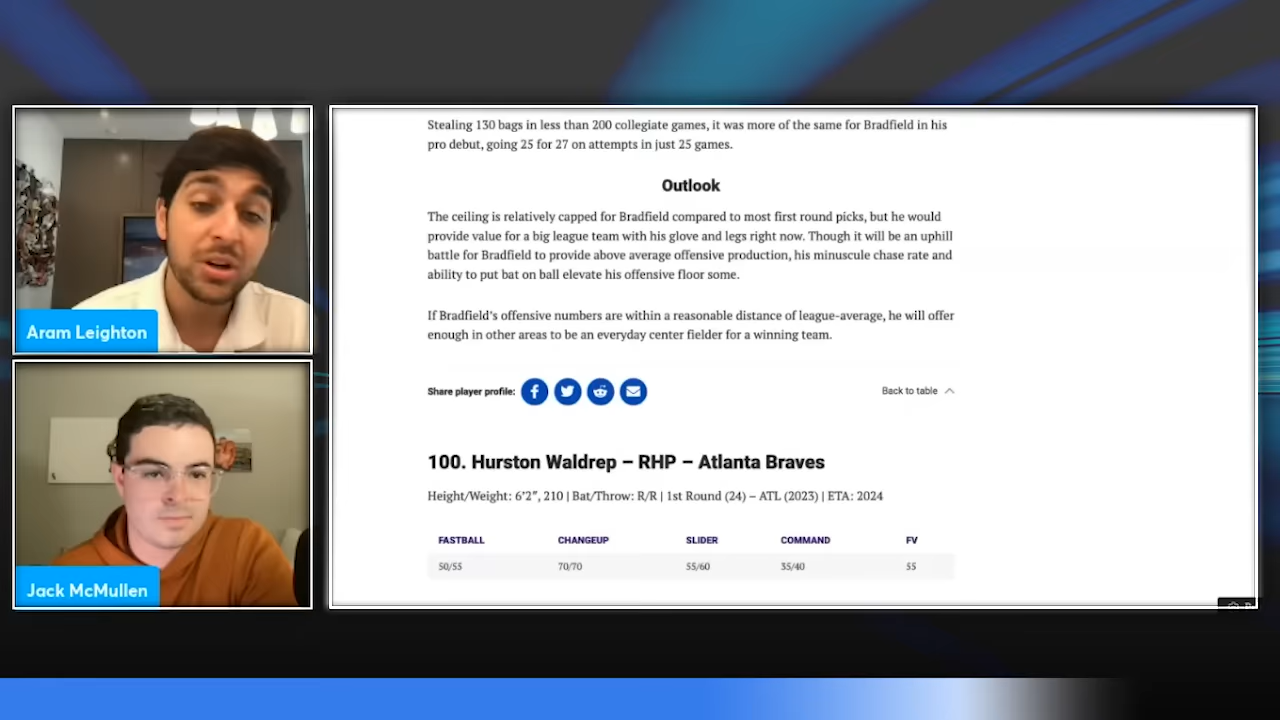 Stealing 130 bags in less than 200 collegiate games, it was more of the same for Bradfield in his
pro debut, going 25 for 27 on attempts in just 25 games.
Outlook
The ceiling is relatively capped for Bradfield compared to most first round picks, but he would
provide value for a big league team with his glove and legs right now. Though it will be an uphill
battle for Bradfield to provide above average offensive production, his minuscule chase rate and
ability to put bat on ball elevate his offensive floor some.
If Bradfield's offensive numbers are within a reasonable distance of league-average, he will offer
enough in other areas to be an everyday center fielder for a winning team.
Share player profile:
Back to table
100. Hurston Waldrep – RHP – Atlanta Braves
Height/Weight: 6'2", 210 | Bat/Throw: R/R | 1st Round (24) – ATL (2023) | ETA: 2024
FASTBALL CHANGEUP SLIDER COMMAND FV
50/55 70/70 55/60 35/40 55
Aram Leighton
Jack McMullen